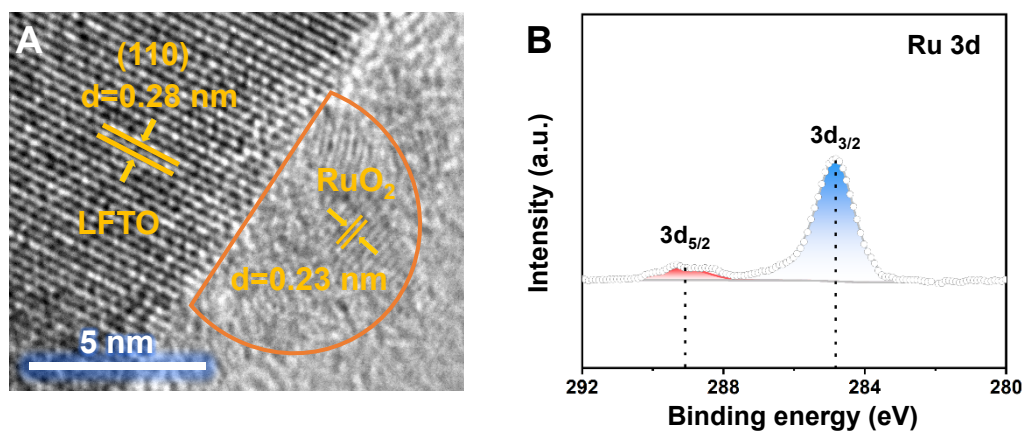 A
(110)
d=0.28 nm
LFTO
RuO₂
d=0.23 nm
5 nm
B
Ru 3d
3d₃/₂
3d₅/₂
Intensity (a.u.)
292
288
284
280
Binding energy (eV)